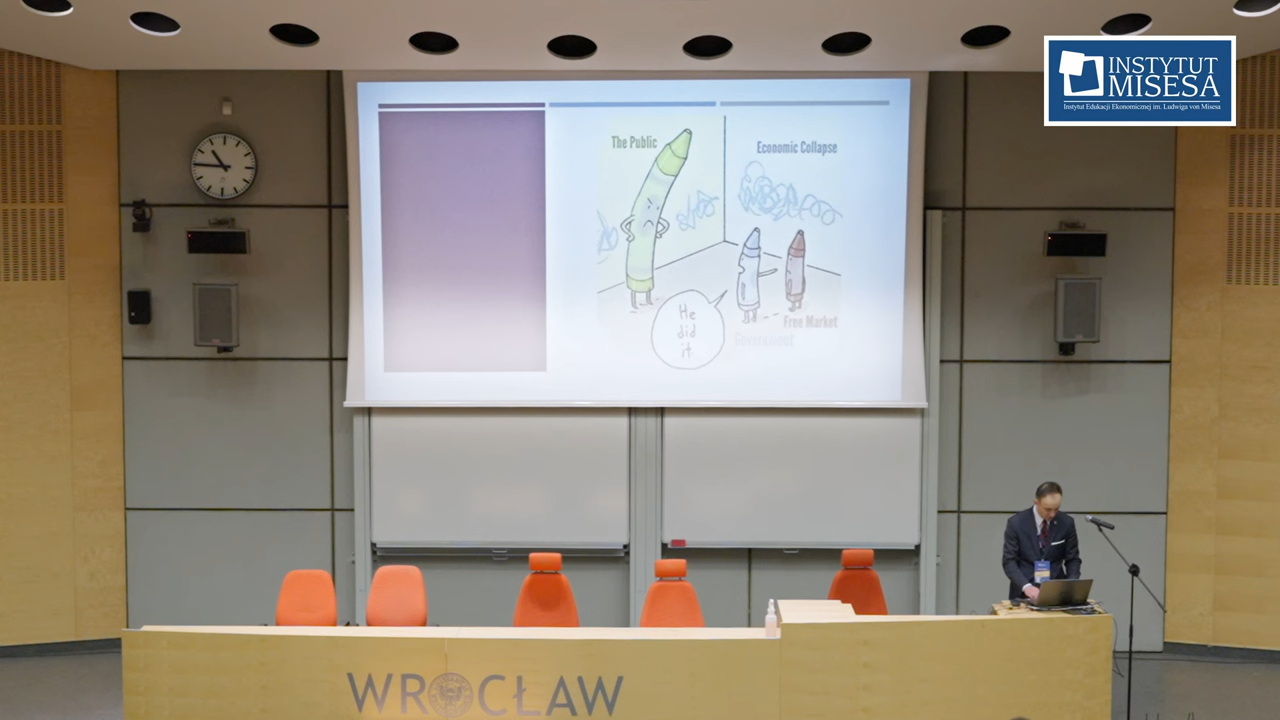 INSTYTUT
MISESA
Instytut Edukacji Ekonomicznej im. Ludwiga von Misesa
The Public
Economic Collapse
He
did
it
Free Market
Government
WROCŁAW